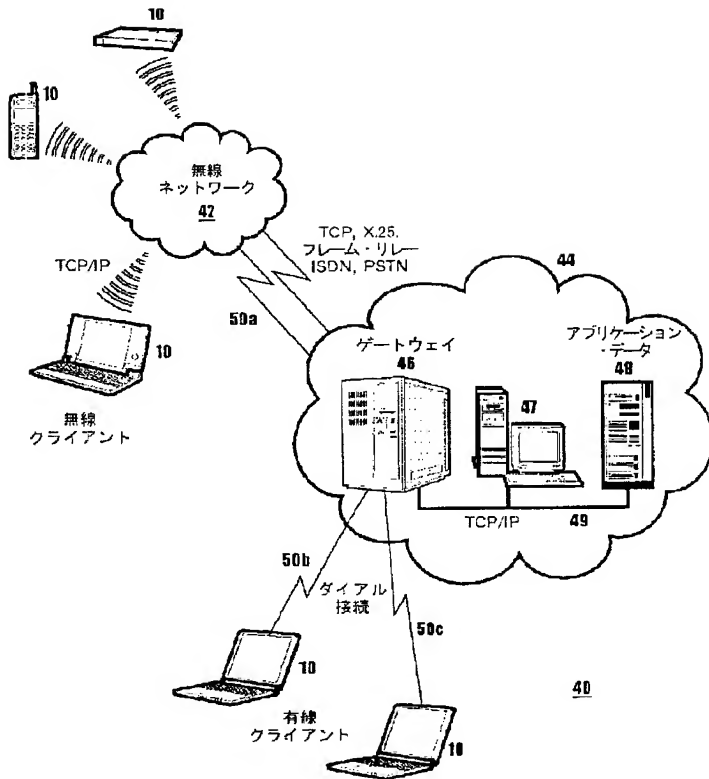 10
10
無線
ネットワーク
42
TCP, X.25,
フレーム・リレー
ISDN, PSTN
TCP/IP
50a
10
無線
クライアント
44
ゲートウェイ
46
アプリケーション
・データ
48
47
TCP/IP
49
50b
ダイアル
接続
50c
10
有線
クライアント
10
40